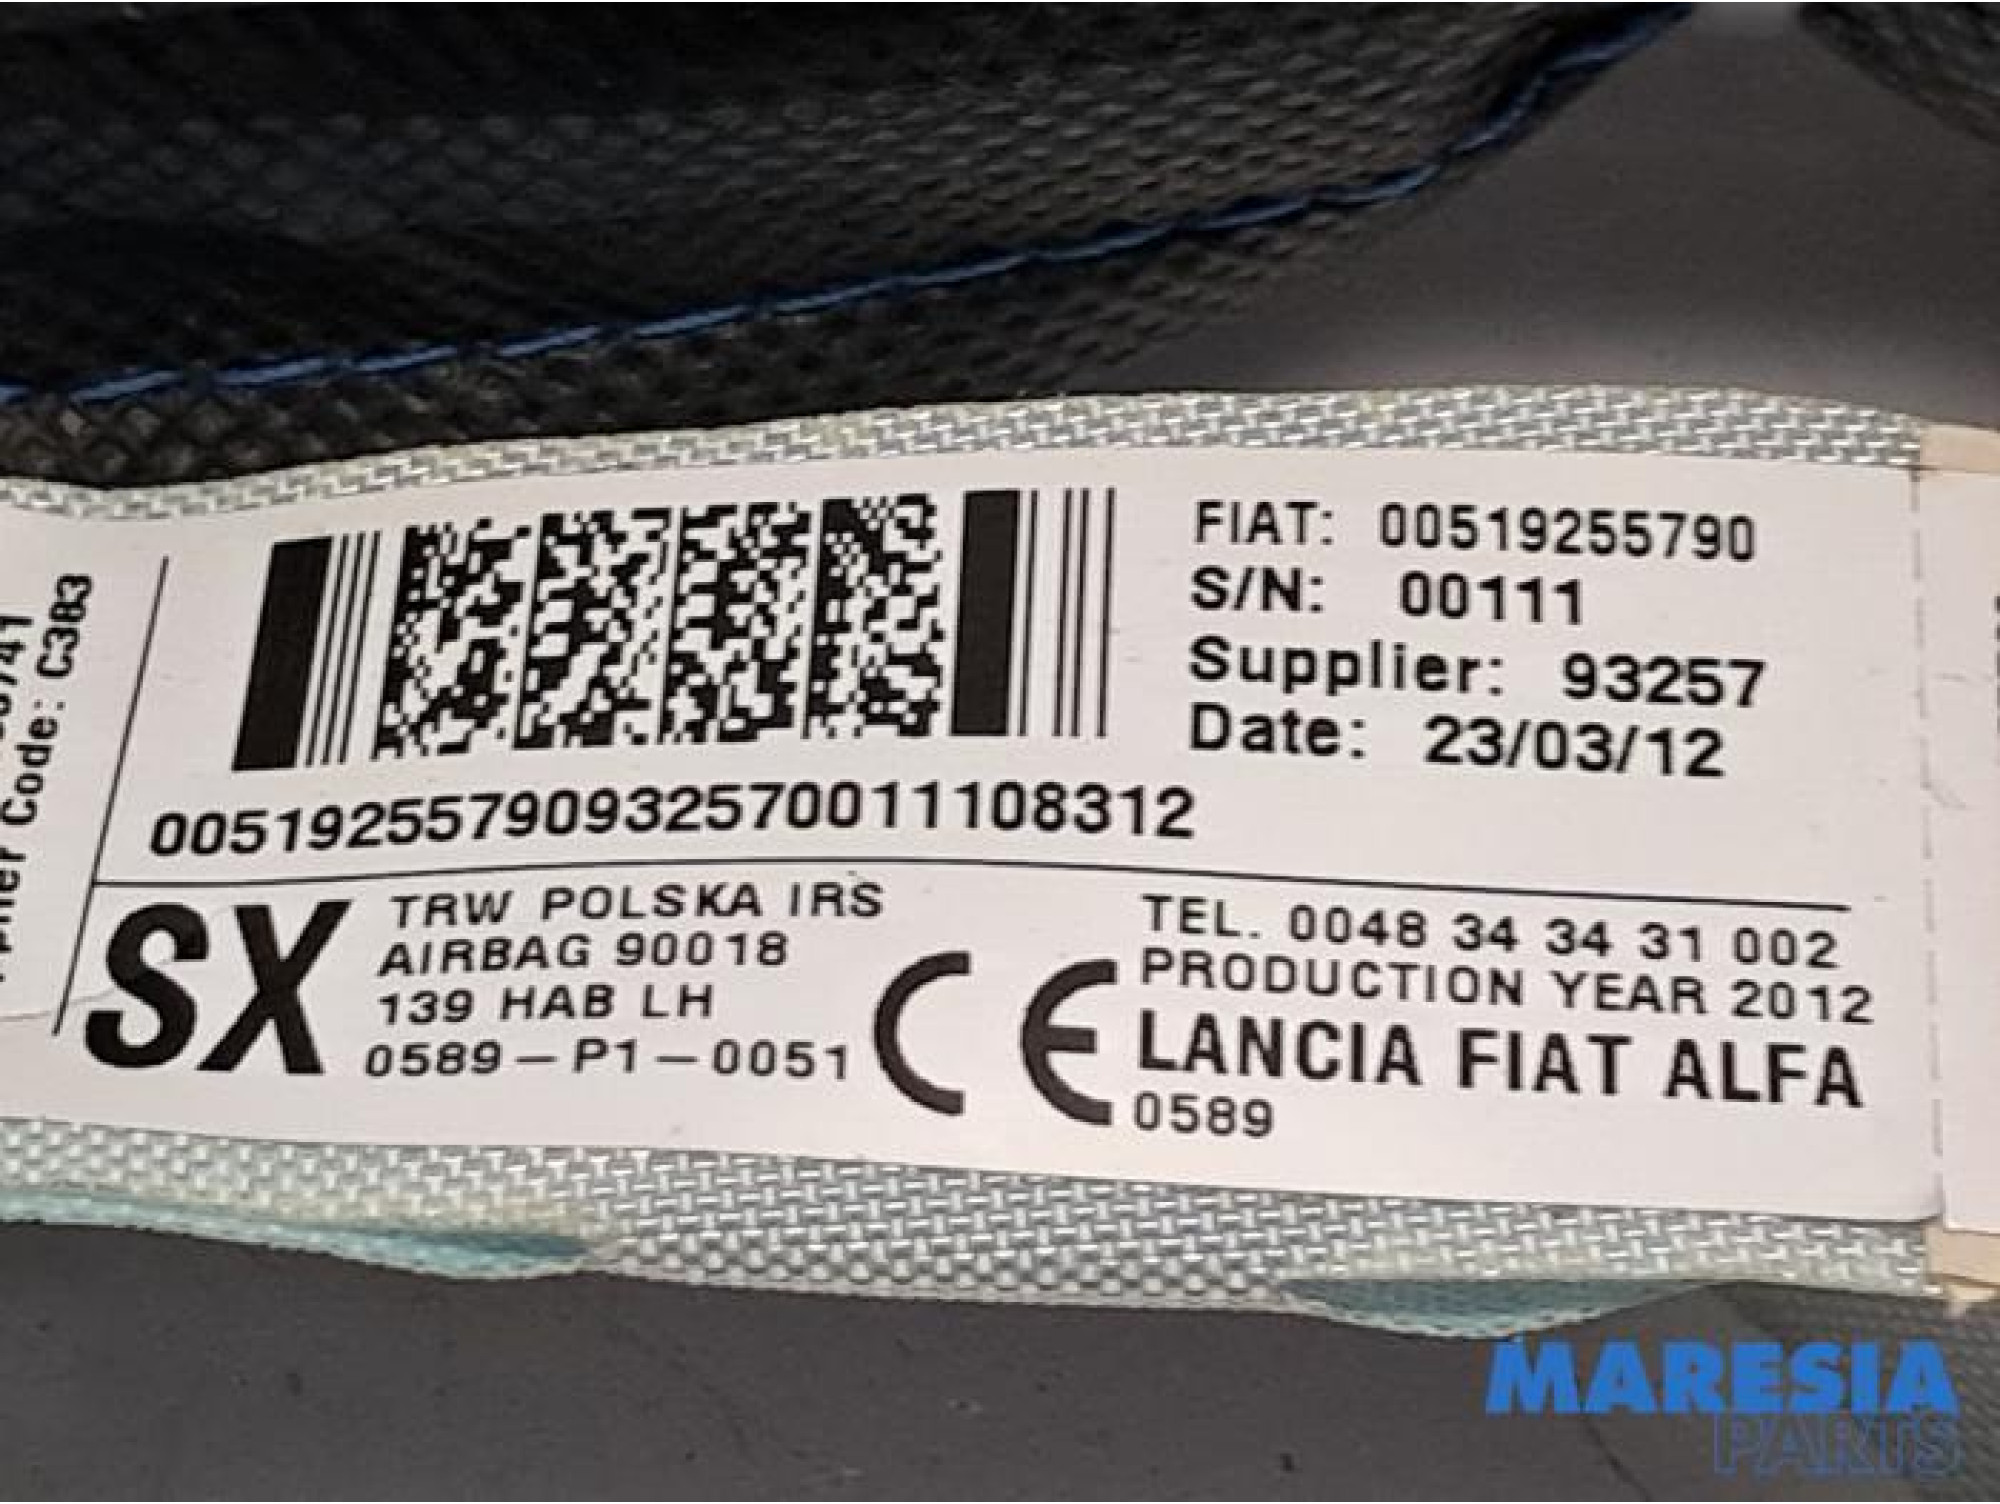 Code: C383
FIAT: 00519255790
S/N: 00111
Supplier: 93257
Date: 23/03/12
005192557909325700111​08312
SX
TRW POLSKA IRS
AIRBAG 90018
139 HAB LH
0589-P1-0051
CE
TEL. 0048 34 34 31 002
PRODUCTION YEAR 2012
LANCIA FIAT ALFA
0589
MARESIA
PARTS